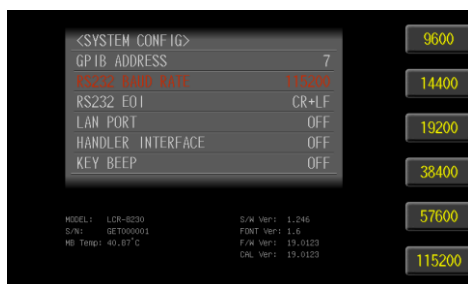 <SYSTEM CONFIG>
GPIB ADDRESS 7
RS232 BAUD RATE 115200
RS232 EOI CR+LF
LAN PORT OFF
HANDLER INTERFACE OFF
KEY BEEP OFF
MODEL: LCR-8230 S/W Ver: 1.246
S/N: GET000001 FONT Ver: 1.6
MB Temp: 40.87°C F/W Ver: 19.0123
CAL Ver: 19.0123
9600
14400
19200
38400
57600
115200